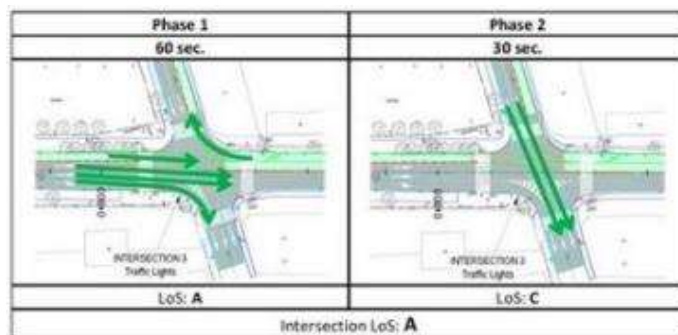 Phase 1
Phase 2
60 sec.
30 sec.
INTERSECTION 3
Traffic Lights
INTERSECTION 3
Traffic Lights
LoS: A
LoS: C
Intersection LoS: A